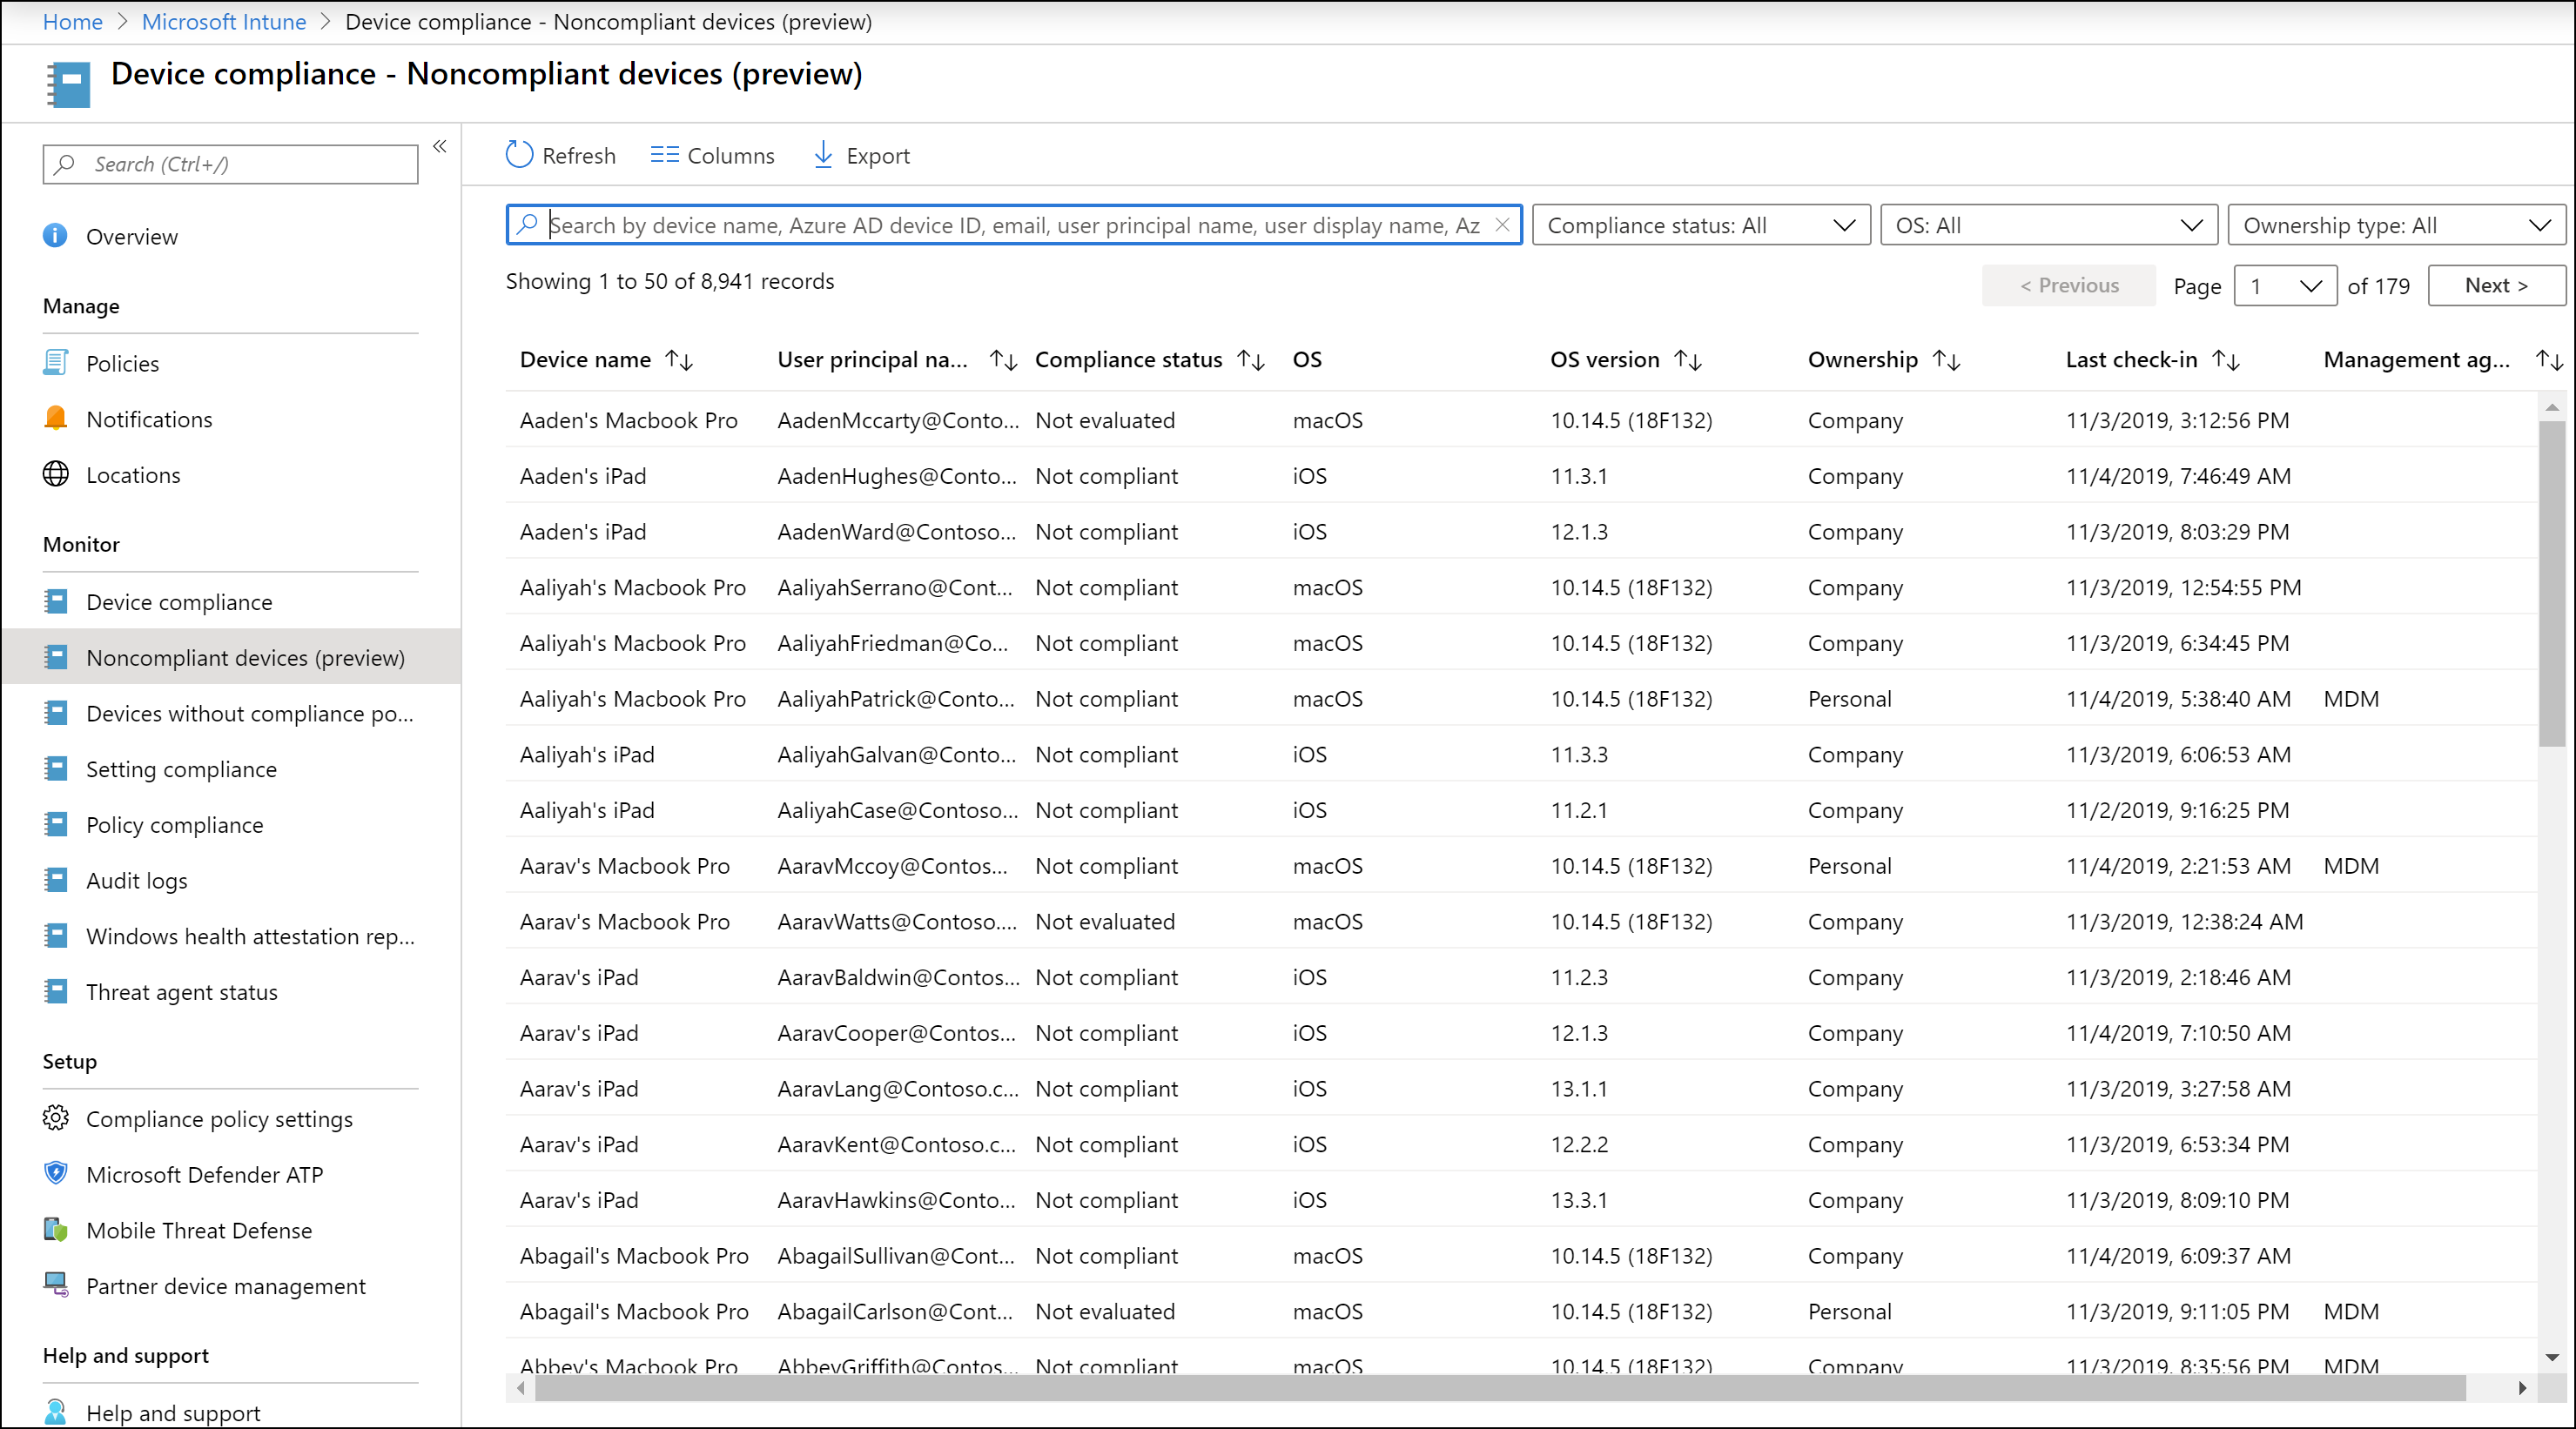 Home > Microsoft Intune > Device compliance - Noncompliant devices (preview)
Device compliance - Noncompliant devices (preview)
Search (Ctrl+/)
«
Overview
Manage
Policies
Notifications
Locations
Monitor
Device compliance
Noncompliant devices (preview)
Devices without compliance po...
Setting compliance
Policy compliance
Audit logs
Windows health attestation rep...
Threat agent status
Setup
Compliance policy settings
Microsoft Defender ATP
Mobile Threat Defense
Partner device management
Help and support
Help and support
Refresh Columns Export
Search by device name, Azure AD device ID, email, user principal name, user display name, Az Compliance status: All OS: All Ownership type: All
Showing 1 to 50 of 8,941 records < Previous Page 1 of 179 Next >
Device name User principal na... Compliance status OS OS version Ownership Last check-in Management ag...
Aaden's Macbook Pro AadenMccarty@Conto... Not evaluated macOS 10.14.5 (18F132) Company 11/3/2019, 3:12:56 PM
Aaden's iPad AadenHughes@Conto... Not compliant iOS 11.3.1 Company 11/4/2019, 7:46:49 AM
Aaden's iPad AadenWard@Contoso... Not compliant iOS 12.1.3 Company 11/3/2019, 8:03:29 PM
Aaliyah's Macbook Pro AaliyahSerrano@Cont... Not compliant macOS 10.14.5 (18F132) Company 11/3/2019, 12:54:55 PM
Aaliyah's Macbook Pro AaliyahFriedman@Co... Not compliant macOS 10.14.5 (18F132) Company 11/3/2019, 6:34:45 PM
Aaliyah's Macbook Pro AaliyahPatrick@Conto... Not compliant macOS 10.14.5 (18F132) Personal 11/4/2019, 5:38:40 AM MDM
Aaliyah's iPad AaliyahGalvan@Conto... Not compliant iOS 11.3.3 Company 11/3/2019, 6:06:53 AM
Aaliyah's iPad AaliyahCase@Contoso... Not compliant iOS 11.2.1 Company 11/2/2019, 9:16:25 PM
Aarav's Macbook Pro AaravMccoy@Contos... Not compliant macOS 10.14.5 (18F132) Personal 11/4/2019, 2:21:53 AM MDM
Aarav's Macbook Pro AaravWatts@Contoso.... Not evaluated macOS 10.14.5 (18F132) Company 11/3/2019, 12:38:24 AM
Aarav's iPad AaravBaldwin@Contos... Not compliant iOS 11.2.3 Company 11/3/2019, 2:18:46 AM
Aarav's iPad AaravCooper@Contos... Not compliant iOS 12.1.3 Company 11/4/2019, 7:10:50 AM
Aarav's iPad AaravLang@Contoso.c... Not compliant iOS 13.1.1 Company 11/3/2019, 3:27:58 AM
Aarav's iPad AaravKent@Contoso.c... Not compliant iOS 12.2.2 Company 11/3/2019, 6:53:34 PM
Aarav's iPad AaravHawkins@Conto... Not compliant iOS 13.3.1 Company 11/3/2019, 8:09:10 PM
Abagail's Macbook Pro AbagailSullivan@Cont... Not compliant macOS 10.14.5 (18F132) Company 11/4/2019, 6:09:37 AM
Abagail's Macbook Pro AbagailCarlson@Cont... Not evaluated macOS 10.14.5 (18F132) Personal 11/3/2019, 9:11:05 PM MDM
Abbey's Macbook Pro AbbeyGriffith@Contos... Not compliant macOS 10.14.5 (18F132) Company 11/3/2019, 8:35:56 PM MDM